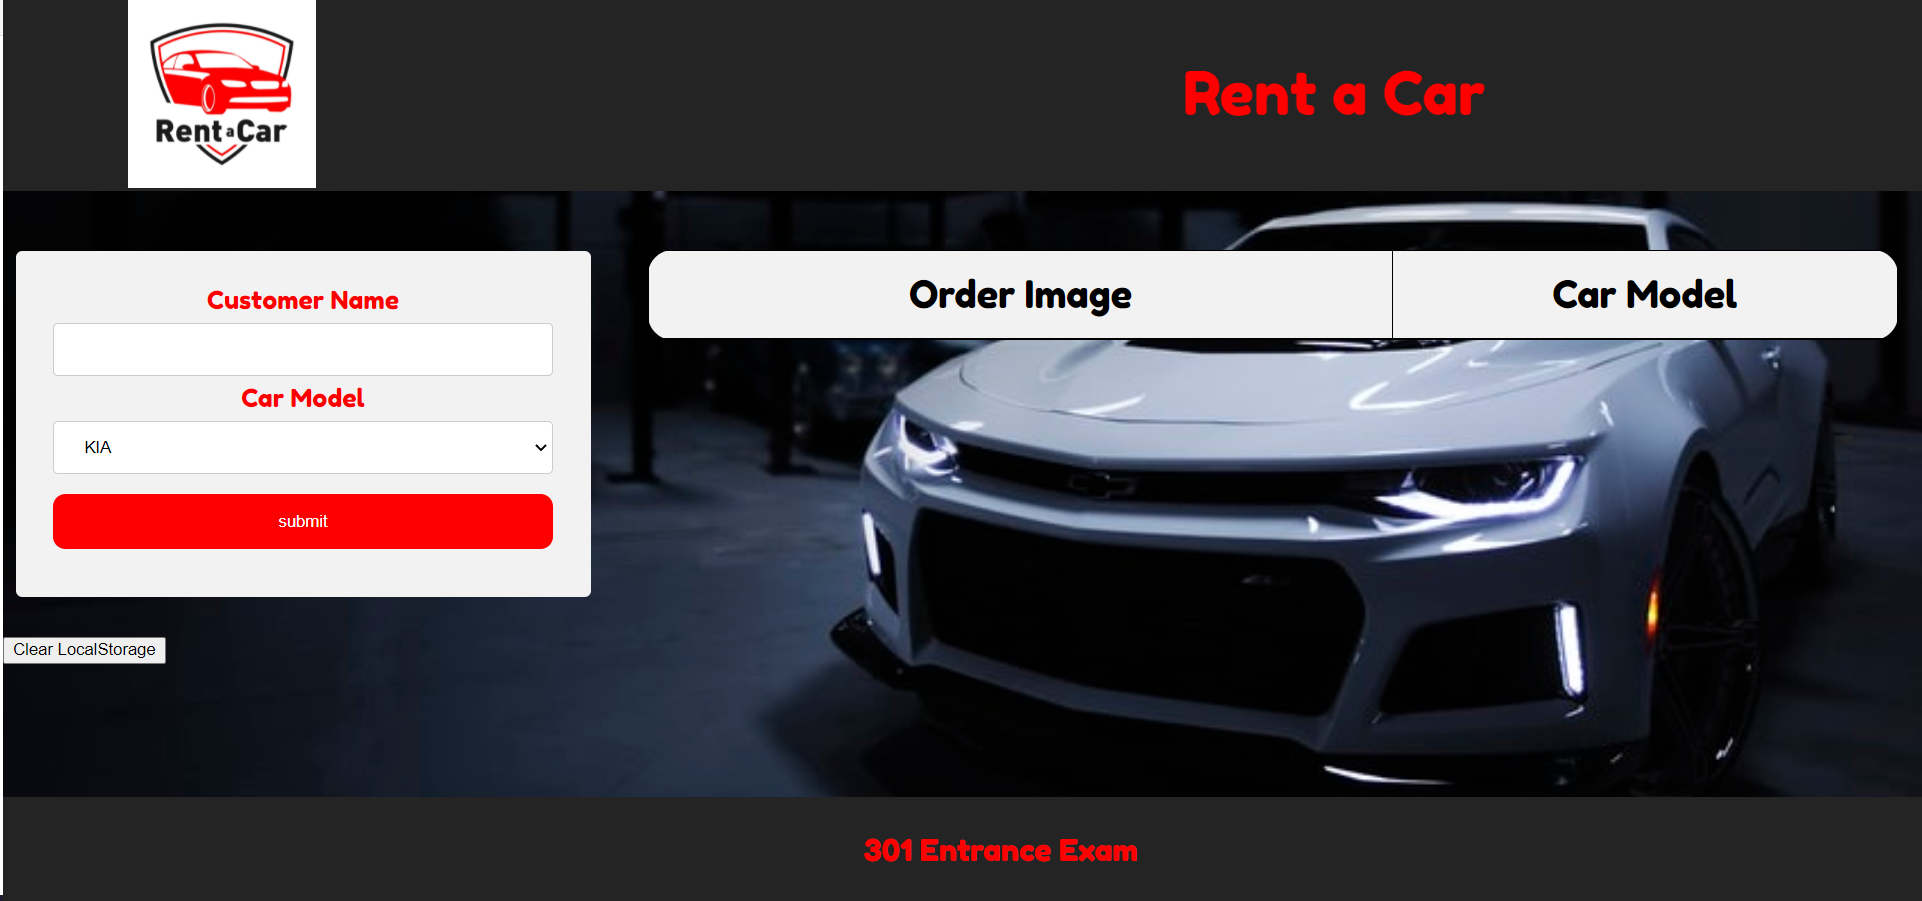 Rent a Car
Rent a Car
Customer Name
Car Model
KIA
submit
Order Image
Car Model
Clear LocalStorage
301 Entrance Exam